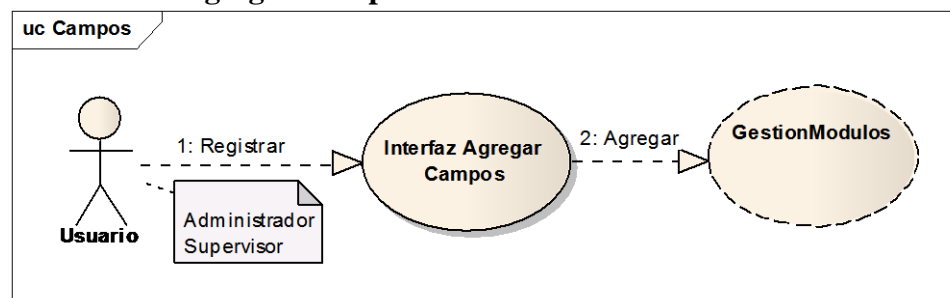 uc Campos
1: Registrar
Interfaz Agregar
Campos
2: Agregar
GestionModulos
Administrador
Supervisor
Usuario